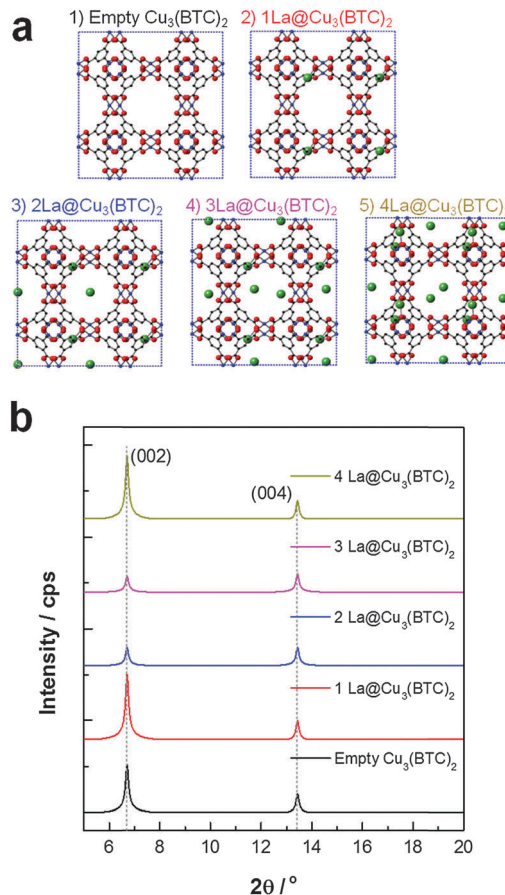 a
1) Empty Cu3(BTC)2
2) 1La@Cu3(BTC)2
3) 2La@Cu3(BTC)2
4) 3La@Cu3(BTC)2
5) 4La@Cu3(BTC)
b
(002)
4 La@Cu3(BTC)2
(004)
3 La@Cu3(BTC)2
2 La@Cu3(BTC)2
1 La@Cu3(BTC)2
Empty Cu3(BTC)2
Intensity / cps
6 8 10 12 14 16 18 20
2θ / °